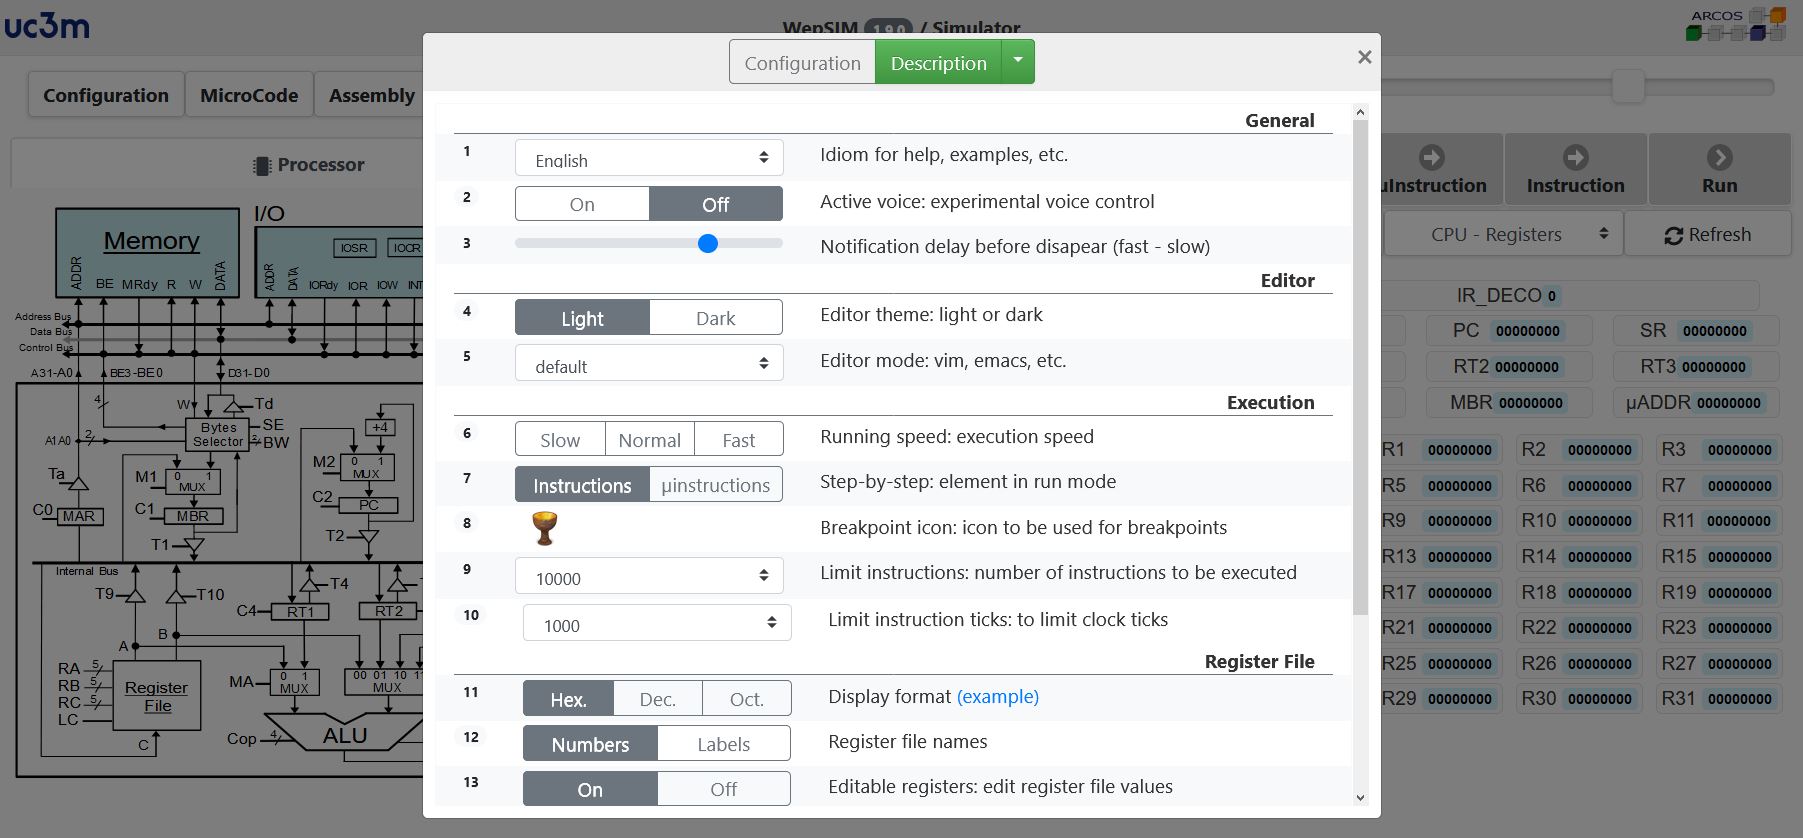 uc3m
WepSIM 1.9.0 / Simulator
ARCOS
Configuration
MicroCode
Assembly
Processor
Configuration
Description
×
General
1
English
Idiom for help, examples, etc.
2
On
Off
Active voice: experimental voice control
3
Notification delay before disapear (fast - slow)
Editor
4
Light
Dark
Editor theme: light or dark
5
default
Editor mode: vim, emacs, etc.
Execution
6
Slow
Normal
Fast
Running speed: execution speed
7
Instructions
µinstructions
Step-by-step: element in run mode
8
Breakpoint icon: icon to be used for breakpoints
9
10000
Limit instructions: number of instructions to be executed
10
1000
Limit instruction ticks: to limit clock ticks
Register File
11
Hex.
Dec.
Oct.
Display format (example)
12
Numbers
Labels
Register file names
13
On
Off
Editable registers: edit register file values
µInstruction
Instruction
Run
CPU - Registers
Refresh
IR_DECO 0
PC 00000000
SR 00000000
RT2 00000000
RT3 00000000
MBR 00000000
µADDR 00000000
R1 00000000
R2 00000000
R3 00000000
R5 00000000
R6 00000000
R7 00000000
R9 00000000
R10 00000000
R11 00000000
R13 00000000
R14 00000000
R15 00000000
R17 00000000
R18 00000000
R19 00000000
R21 00000000
R22 00000000
R23 00000000
R25 00000000
R26 00000000
R27 00000000
R29 00000000
R30 00000000
R31 00000000
Memory
ADDR
BE
MRdy
R
W
DATA
I/O
IOSR
IOCR
ADDR
DATA
IORdy
IOR
IOW
INT
Address Bus
Data Bus
Control Bus
A31-A0
BE3-BE0
D31-D0
4
W
Td
Bytes
Selector
SE
BW
2
A1A0
2
+4
Ta
M1
0 1
MUX
M2
0 1
MUX
C0
MAR
C1
MBR
C2
PC
T1
T2
Internal Bus
T9
T10
T4
C4
RT1
RT2
A
B
RA
5
RB
5
RC
5
LC
Register
File
C
MA
0 1
MUX
00 01 10 11
MUX
Cop
4
ALU